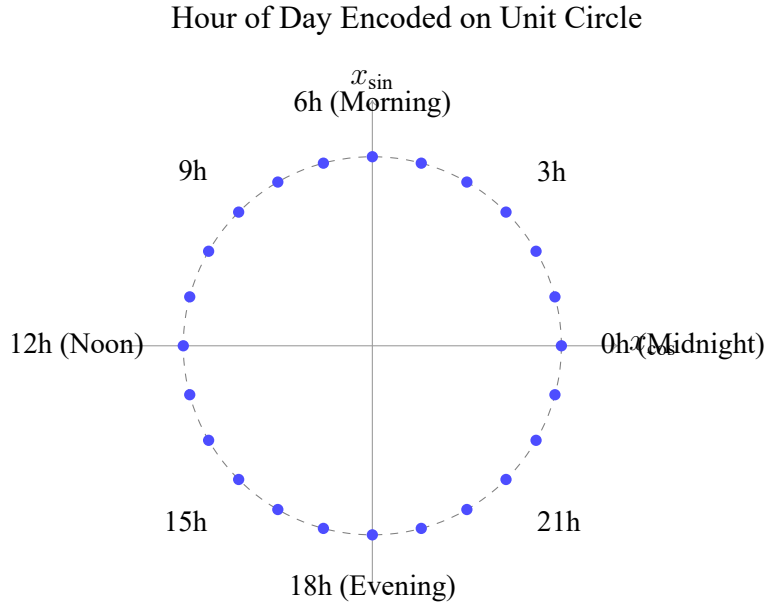 Hour of Day Encoded on Unit Circle
x_sin
6h (Morning)
9h
3h
12h (Noon)
0h (Midnight)
x_cos
15h
21h
18h (Evening)